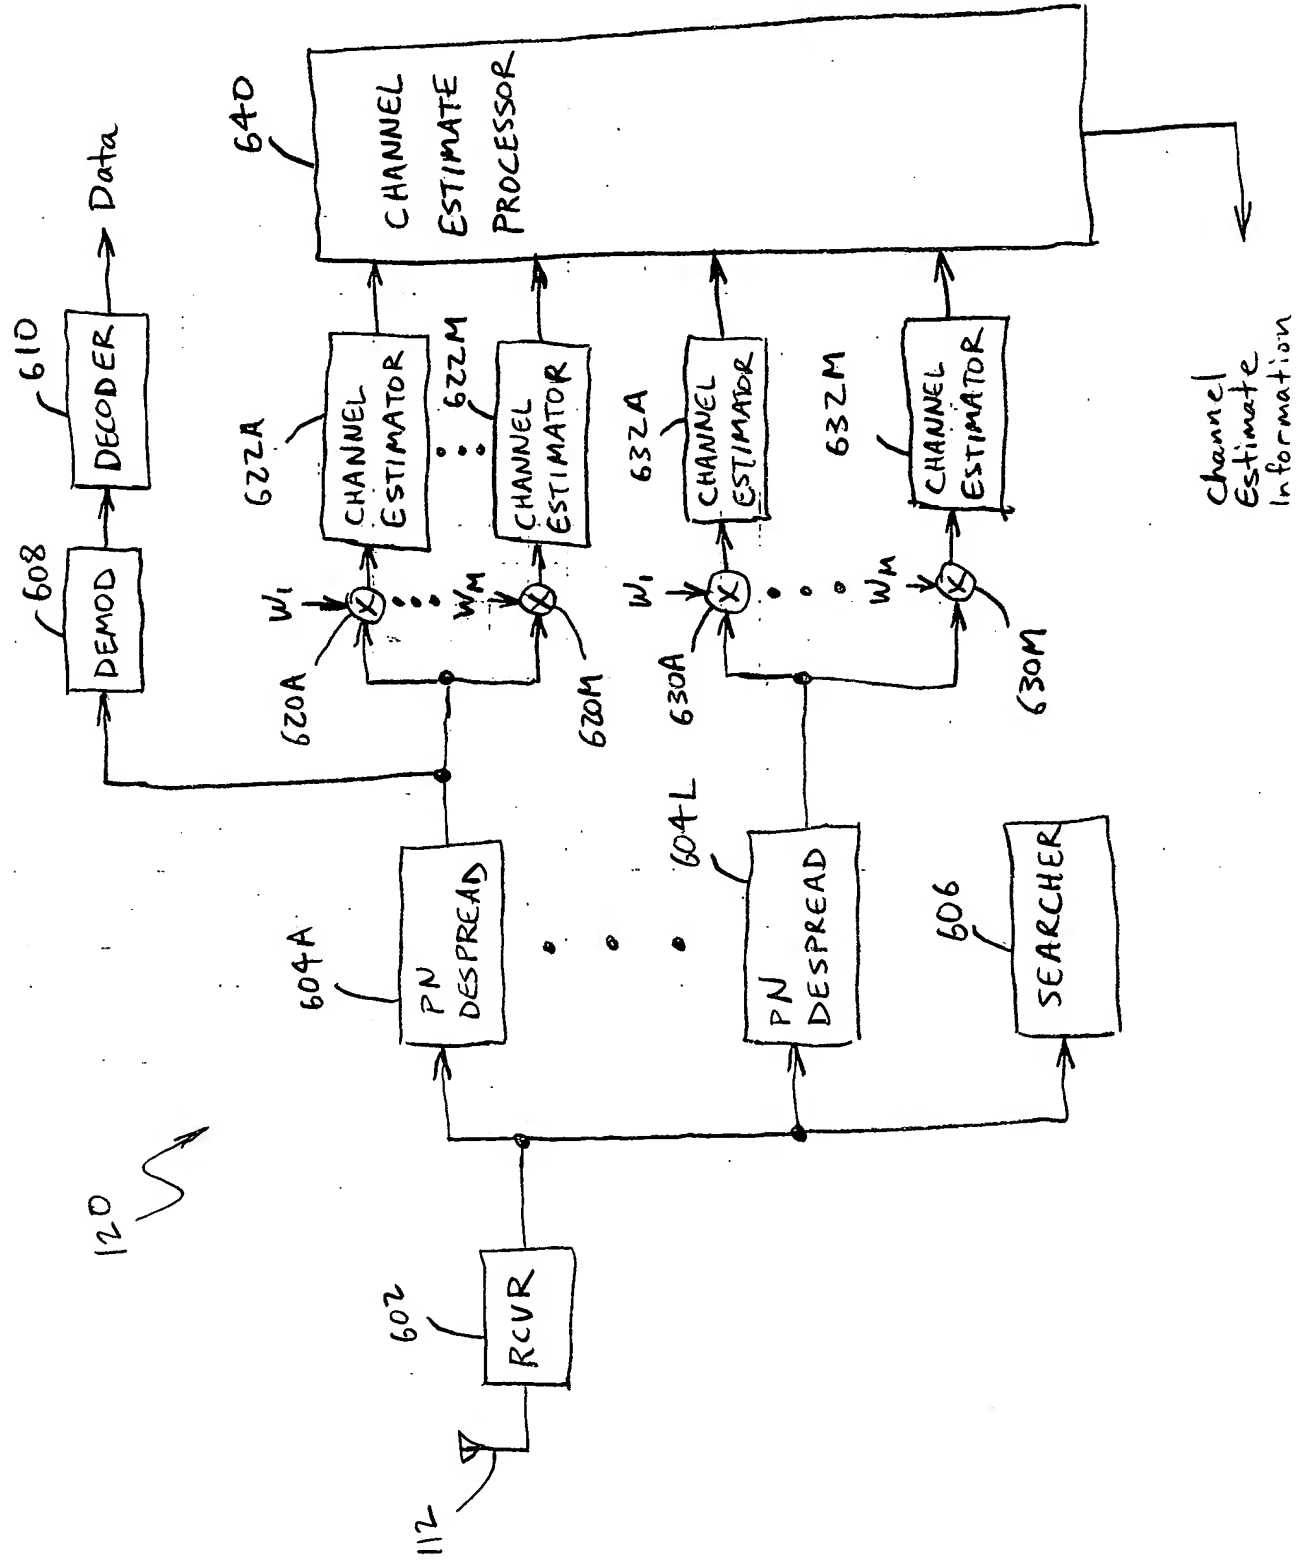 120
112
602
RCVR
604A
PN
DESPREAD
604L
PN
DESPREAD
606
SEARCHER
608
DEMOD
610
DECODER
Data
W1
620A
622A
CHANNEL
ESTIMATOR
WM
620M
622M
CHANNEL
ESTIMATOR
W1
630A
632A
CHANNEL
ESTIMATOR
WM
630M
632M
CHANNEL
ESTIMATOR
640
CHANNEL
ESTIMATE
PROCESSOR
Channel
Estimate
Information